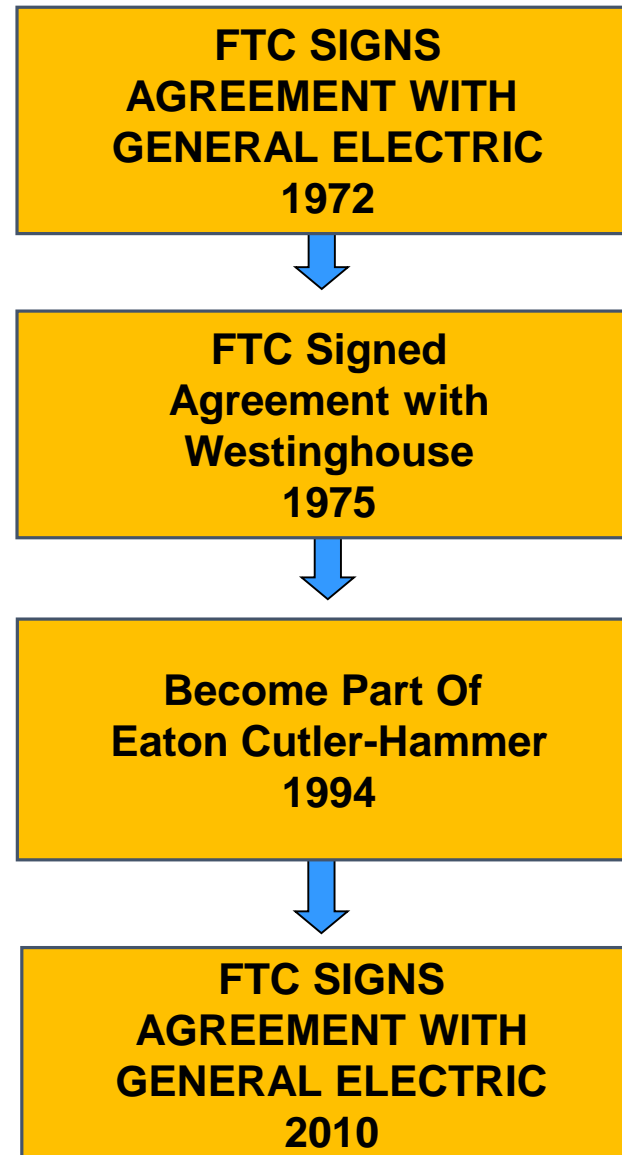 FTC SIGNS
AGREEMENT WITH
GENERAL ELECTRIC
1972
FTC Signed
Agreement with
Westinghouse
1975
Become Part Of
Eaton Cutler-Hammer
1994
FTC SIGNS
AGREEMENT WITH
GENERAL ELECTRIC
2010